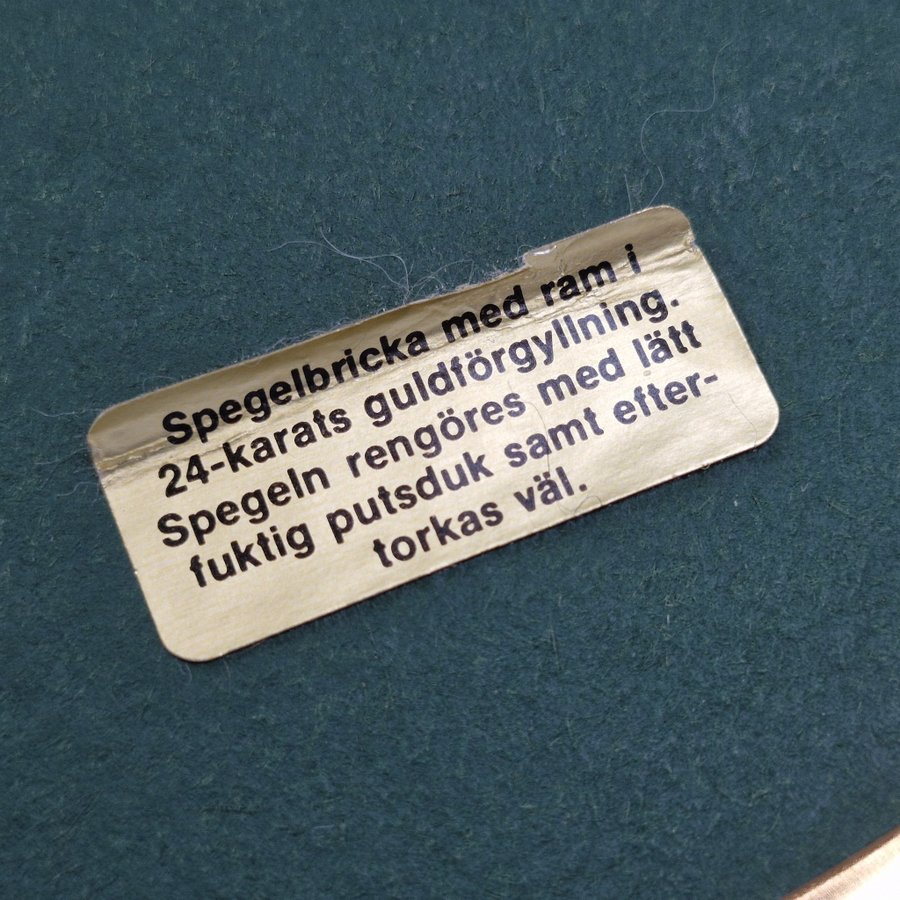 Spegelbricka med ram i
24-karats guldförgyllning.
Spegeln rengöres med lätt
fuktig putsduk samt efter-
torkas väl.